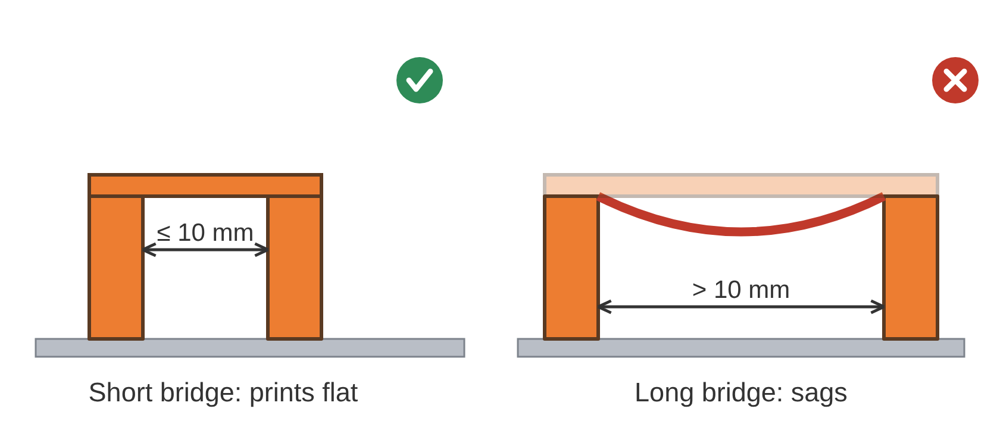 ≤ 10 mm
> 10 mm
Short bridge: prints flat
Long bridge: sags